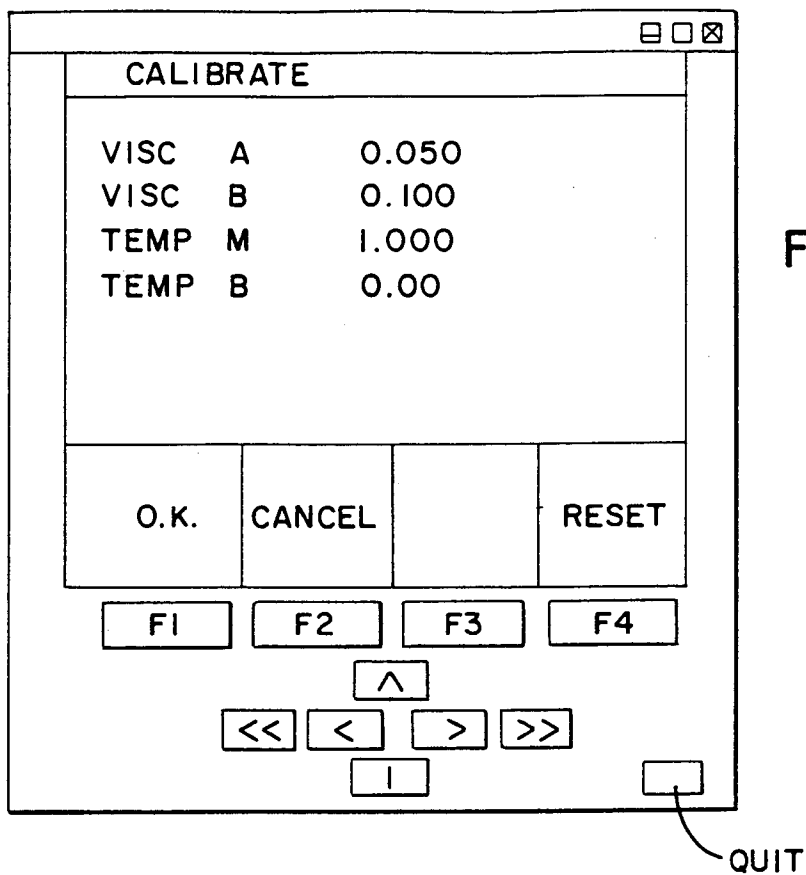 CALIBRATE
VISC A 0.050
VISC B 0.100
TEMP M 1.000
TEMP B 0.00
F
O.K. CANCEL RESET
F1 F2 F3 F4
^
<< < > >>
|
QUIT